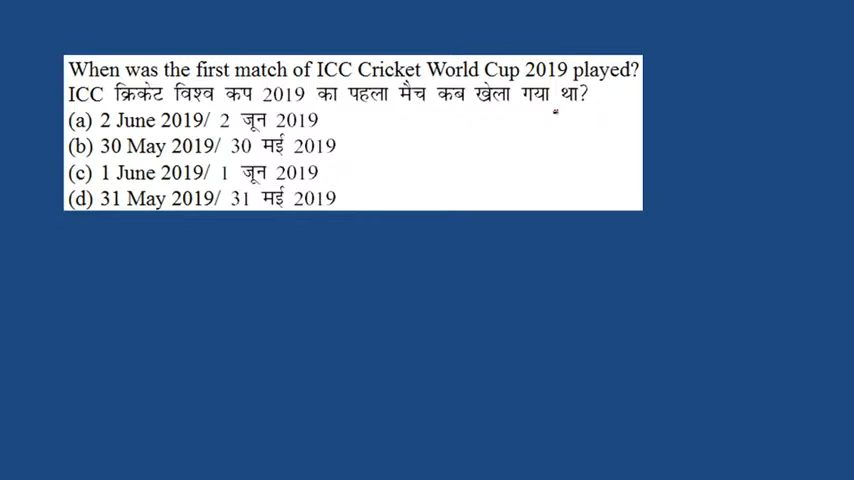 When was the first match of ICC Cricket World Cup 2019 played?
ICC क्रिकेट विश्व कप 2019 का पहला मैच कब खेला गया था?
(a) 2 June 2019/ 2 जून 2019
(b) 30 May 2019/ 30 मई 2019
(c) 1 June 2019/ 1 जून 2019
(d) 31 May 2019/ 31 मई 2019